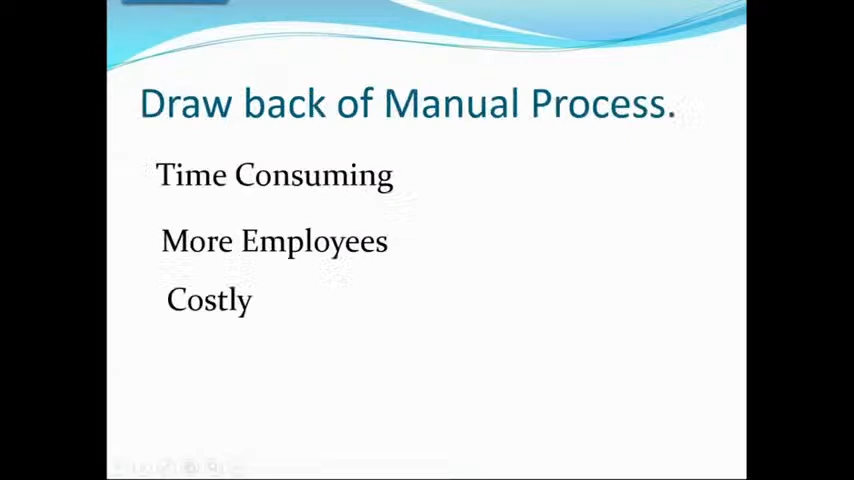 Draw back of Manual Process.
Time Consuming
More Employees
Costly